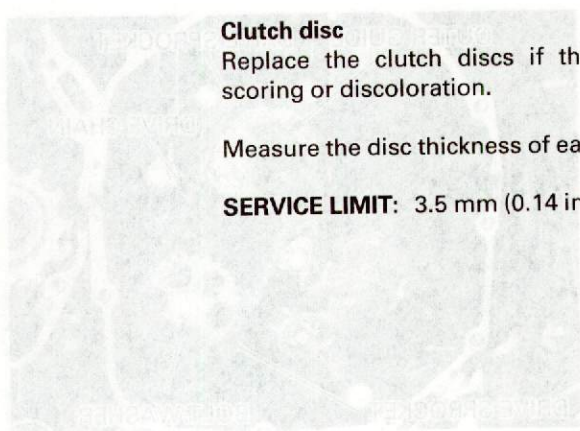 Clutch disc
Replace the clutch discs if th
scoring or discoloration.
Measure the disc thickness of ea
SERVICE LIMIT: 3.5 mm (0.14 in